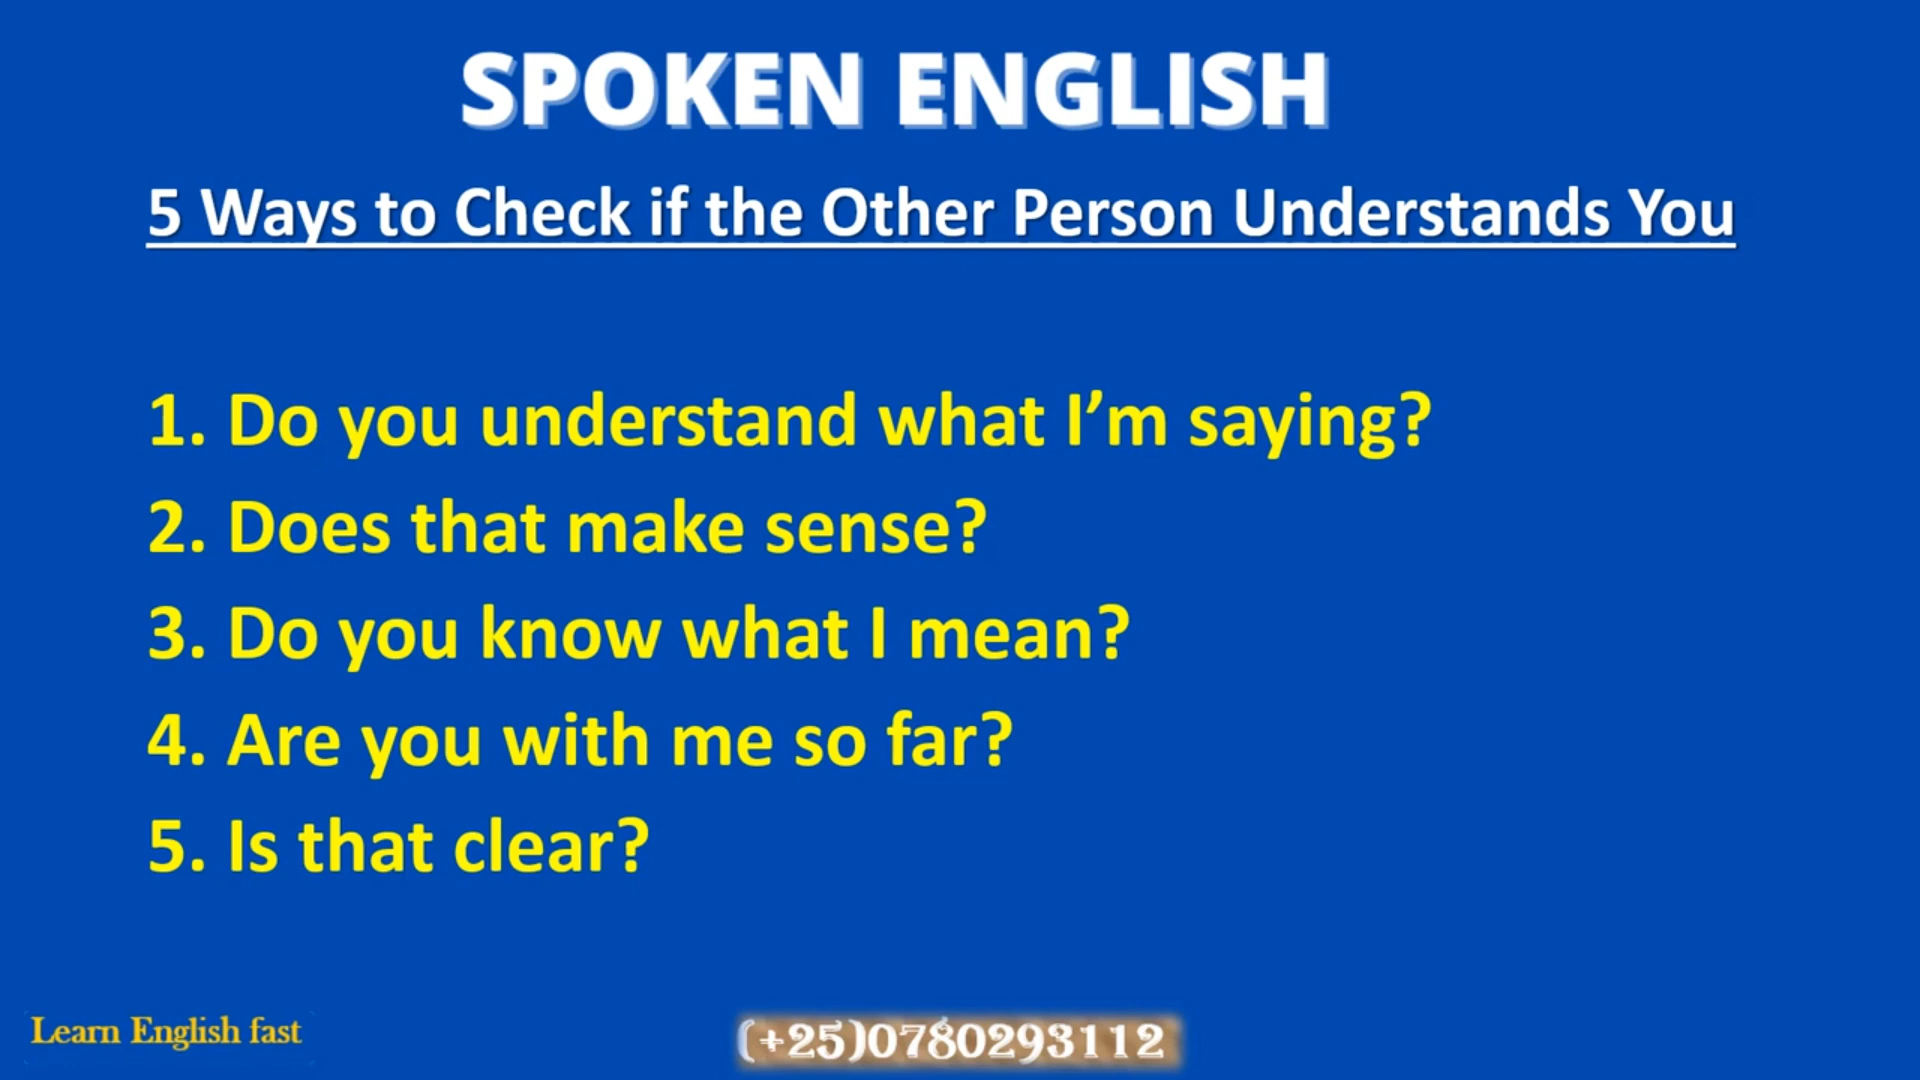 SPOKEN ENGLISH
5 Ways to Check if the Other Person Understands You
1. Do you understand what I’m saying?
2. Does that make sense?
3. Do you know what I mean?
4. Are you with me so far?
5. Is that clear?
Learn English fast
(+25)0780293112